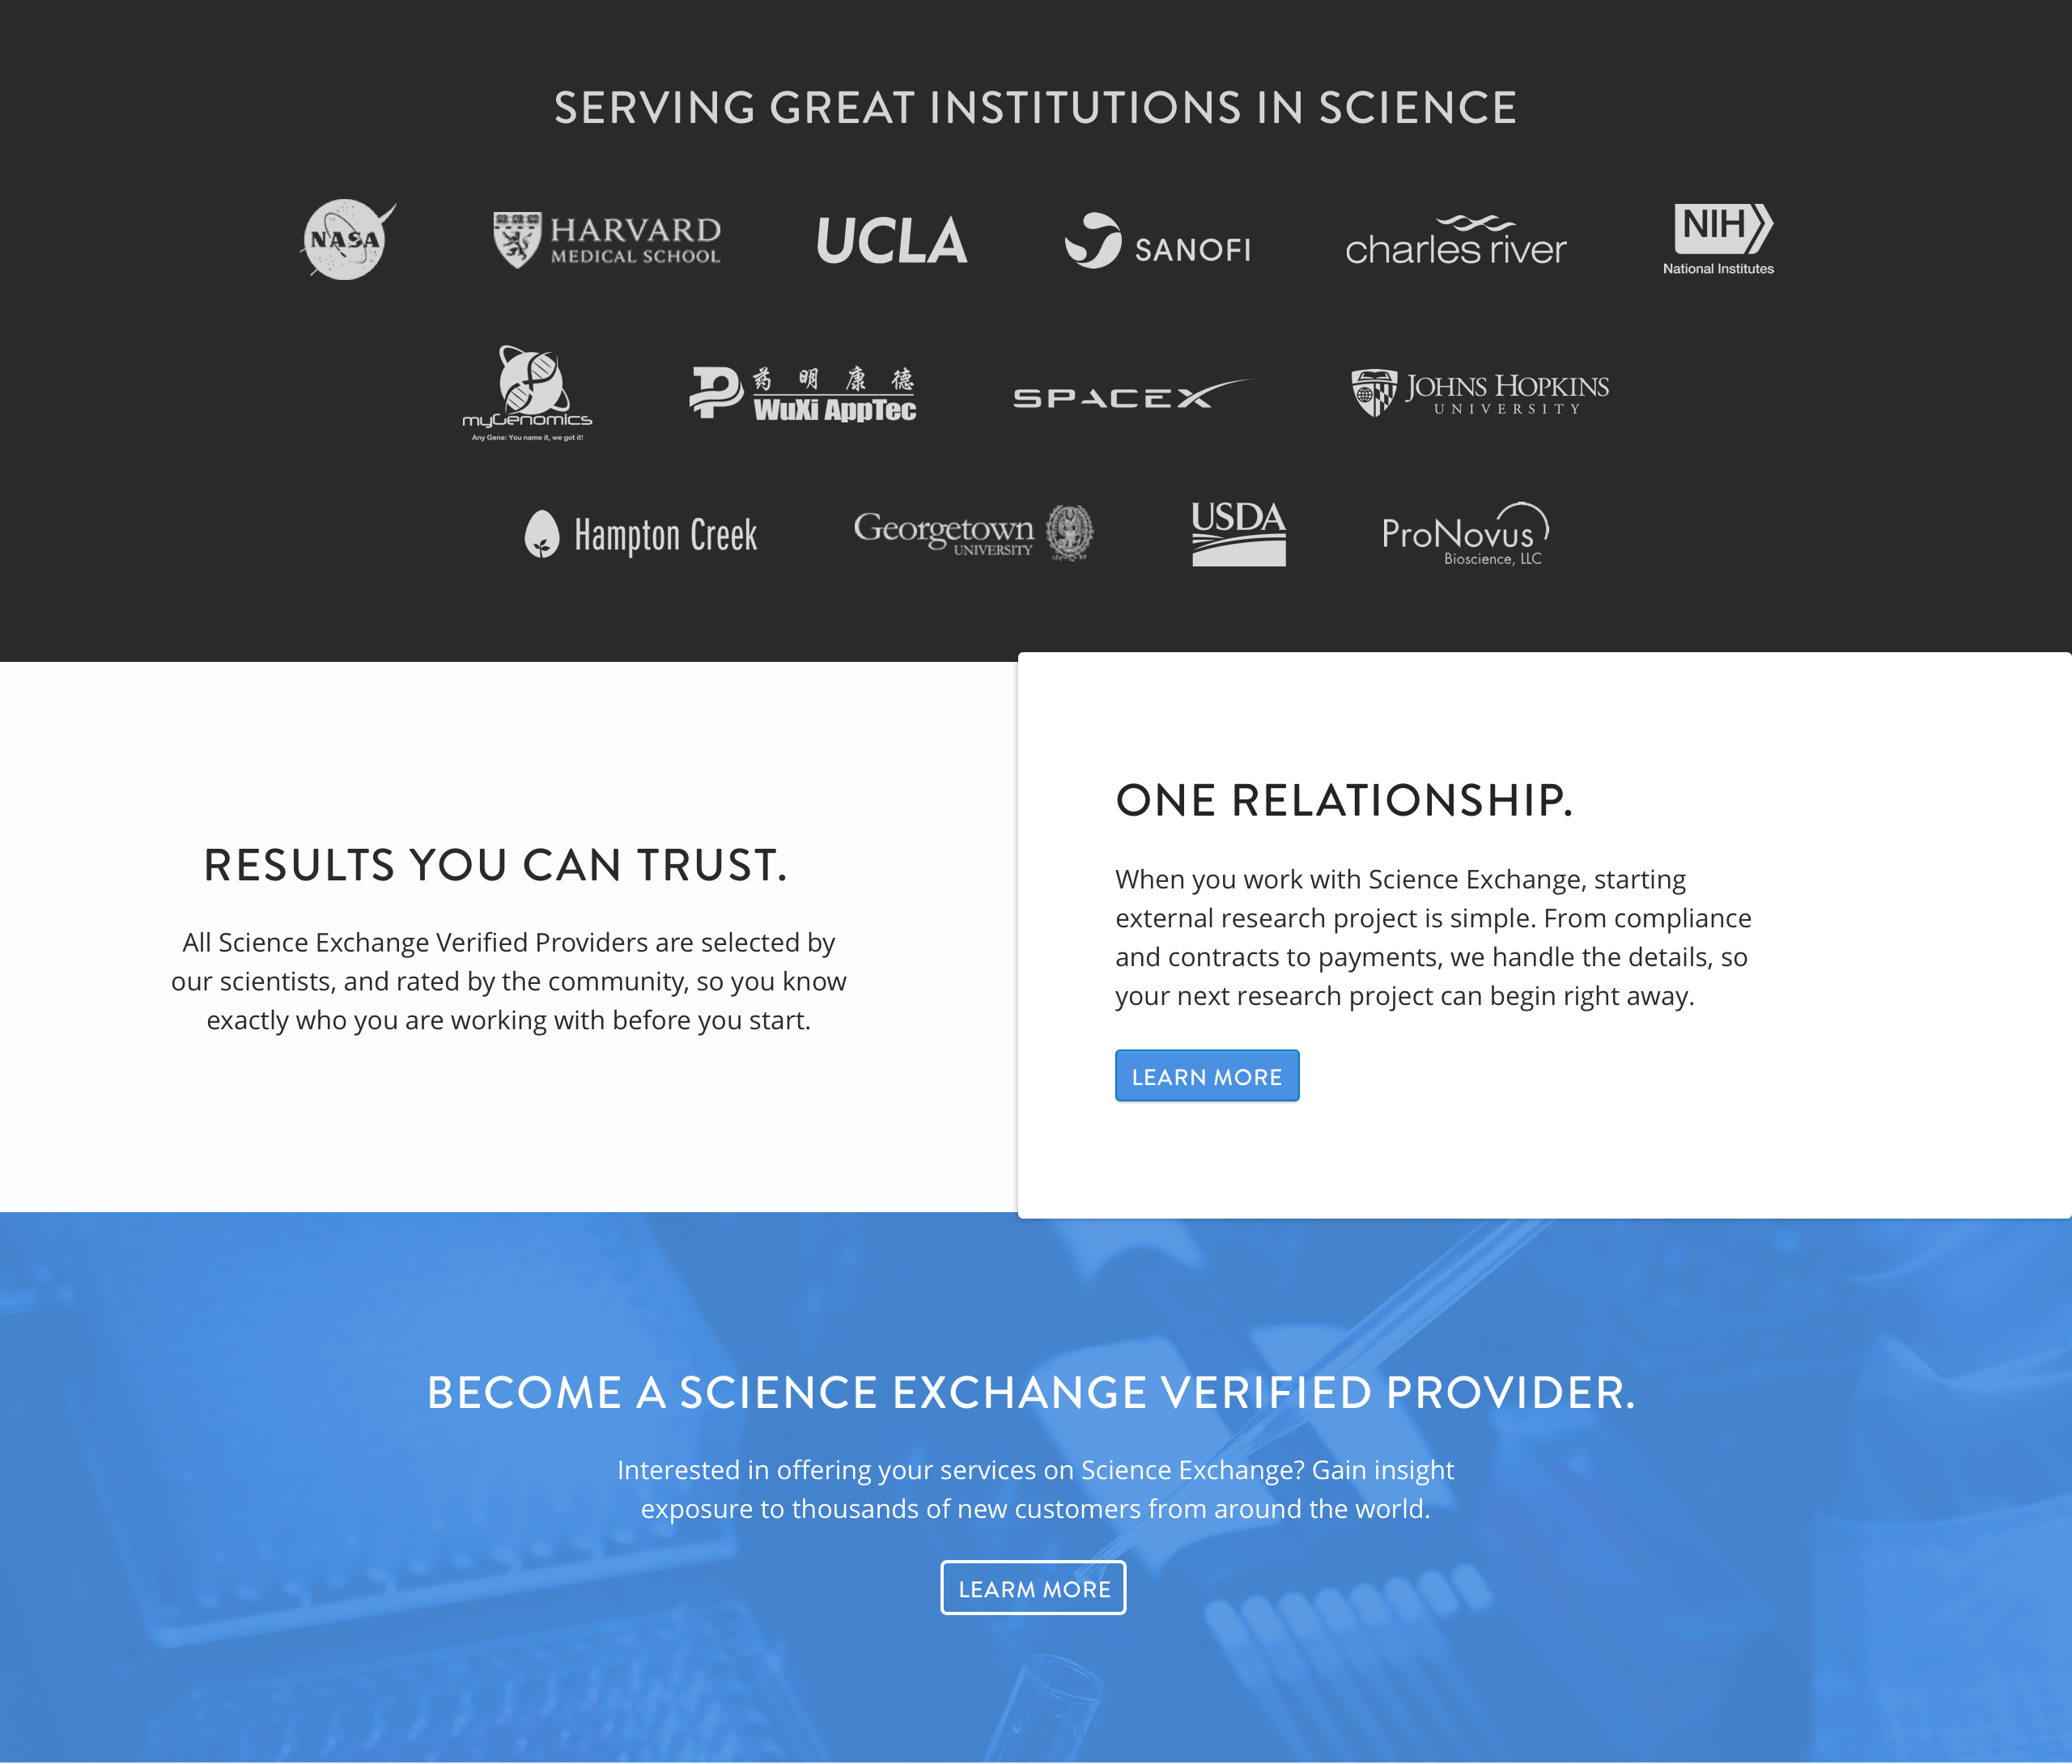 SERVING GREAT INSTITUTIONS IN SCIENCE
NASA
HARVARD
MEDICAL SCHOOL
UCLA
SANOFI
charles river
NIH
National Institutes
myGenomics
Any Gene: You name it, we got it!
药明康德
WuXi AppTec
SPACEX
JOHNS HOPKINS
UNIVERSITY
Hampton Creek
Georgetown
UNIVERSITY
USDA
ProNovus
Bioscience, LLC
RESULTS YOU CAN TRUST.
All Science Exchange Verified Providers are selected by
our scientists, and rated by the community, so you know
exactly who you are working with before you start.
ONE RELATIONSHIP.
When you work with Science Exchange, starting
external research project is simple. From compliance
and contracts to payments, we handle the details, so
your next research project can begin right away.
LEARN MORE
BECOME A SCIENCE EXCHANGE VERIFIED PROVIDER.
Interested in offering your services on Science Exchange? Gain insight
exposure to thousands of new customers from around the world.
LEARM MORE